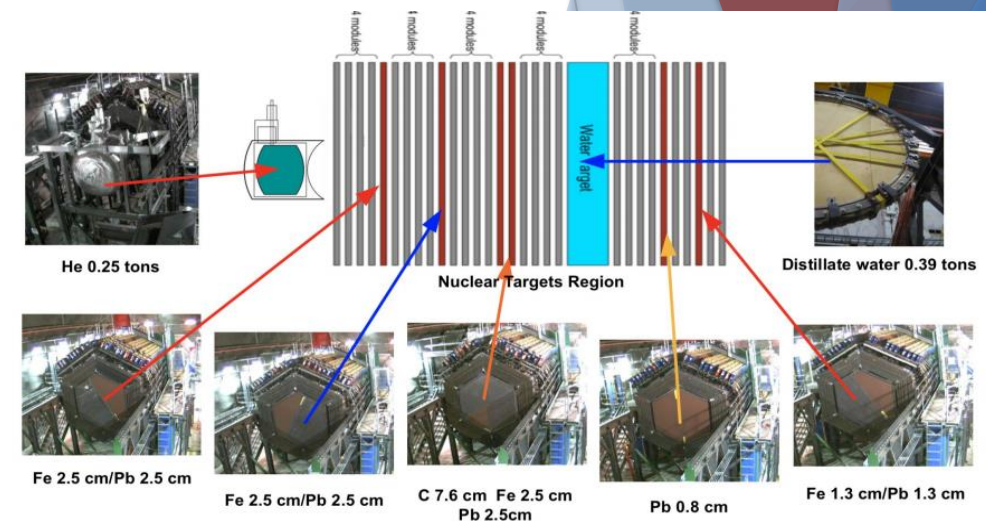 4 modules
4 modules
4 modules
4 modules
4 modules
Water target
Nuclear Targets Region
He 0.25 tons
Distillate water 0.39 tons
Fe 2.5 cm/Pb 2.5 cm
Fe 2.5 cm/Pb 2.5 cm
C 7.6 cm Fe 2.5 cm
Pb 2.5cm
Pb 0.8 cm
Fe 1.3 cm/Pb 1.3 cm